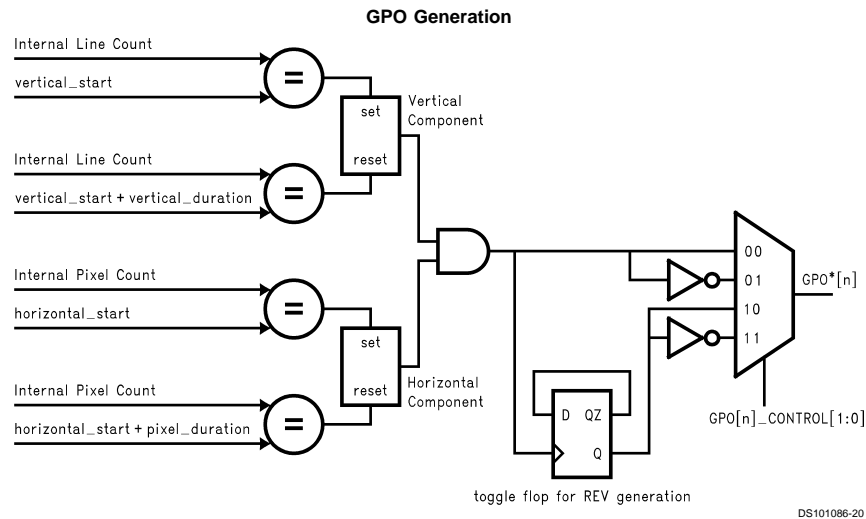 GPO Generation
Internal Line Count
vertical_start
=
set
reset
Vertical
Component
Internal Line Count
vertical_start + vertical_duration
=
Internal Pixel Count
horizontal_start
=
set
reset
Horizontal
Component
Internal Pixel Count
horizontal_start + pixel_duration
=
00
01
10
11
GPO*[n]
GPO[n]_CONTROL[1:0]
D QZ
Q
toggle flop for REV generation
DS101086-20